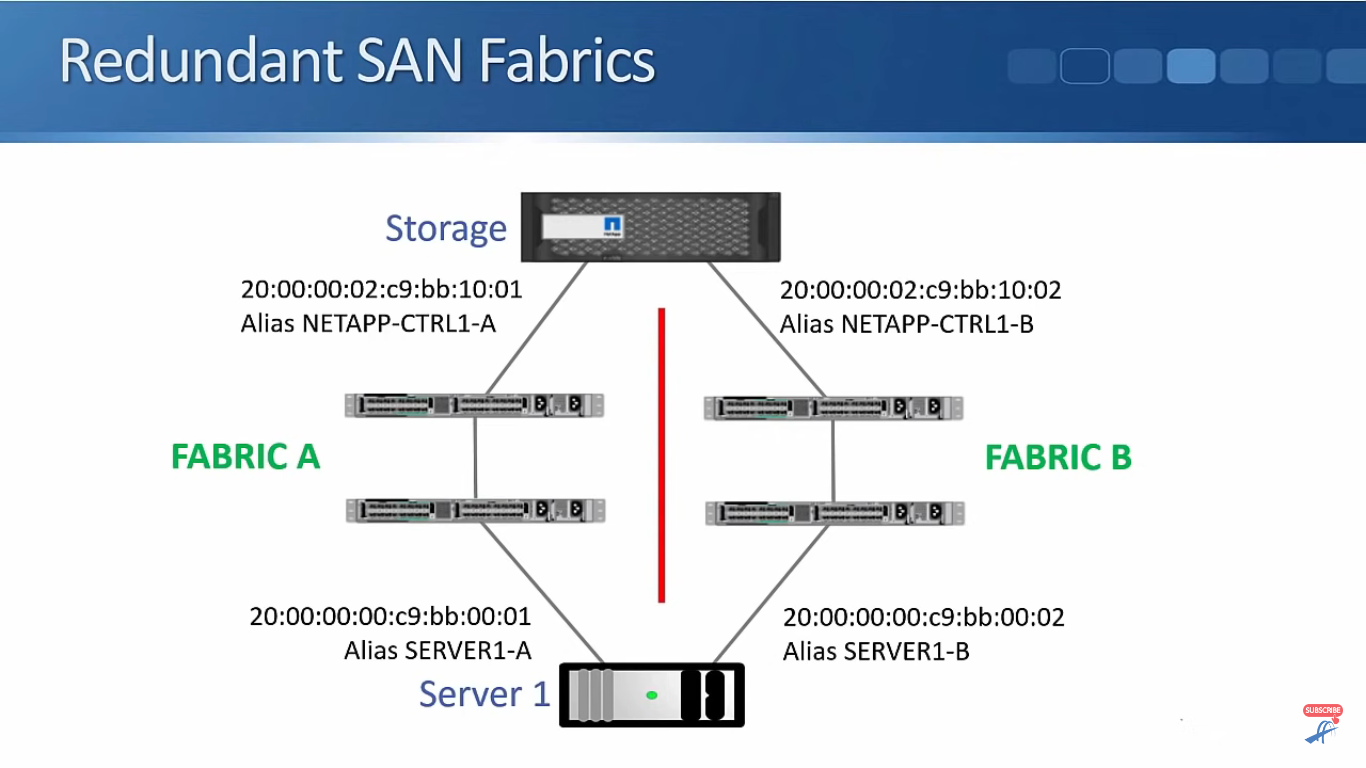 Redundant SAN Fabrics
Storage
20:00:00:02:c9:bb:10:01
Alias NETAPP-CTRL1-A
20:00:00:02:c9:bb:10:02
Alias NETAPP-CTRL1-B
FABRIC A
FABRIC B
20:00:00:00:c9:bb:00:01
Alias SERVER1-A
20:00:00:00:c9:bb:00:02
Alias SERVER1-B
Server 1
SUBSCRIBE